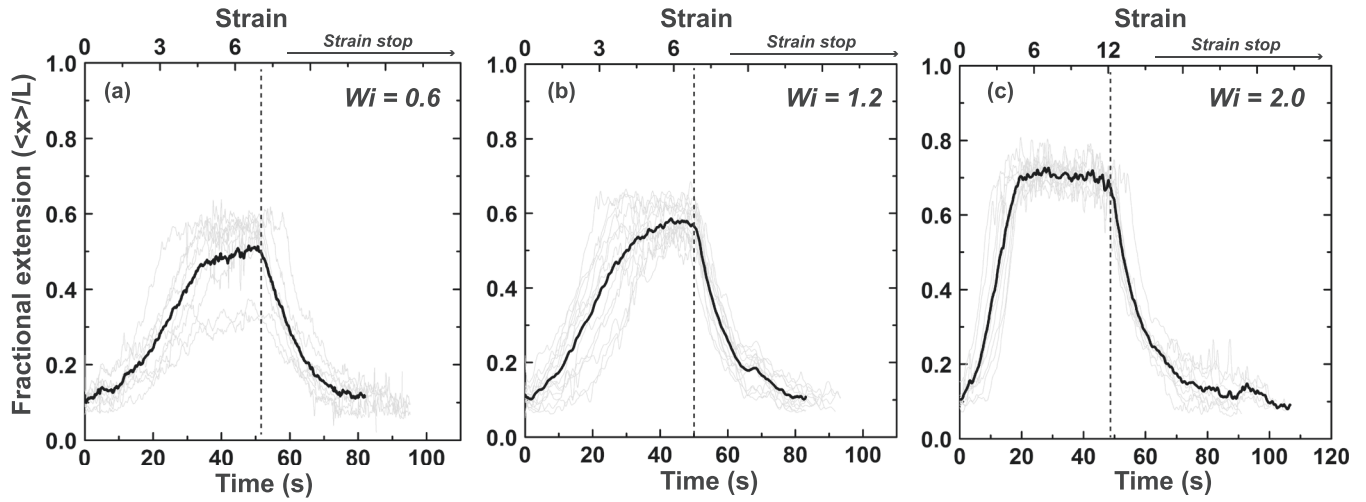 Strain
0 3 6 Strain stop
(a) Wi = 0.6
Fractional extension (<x>/L)
1.0
0.8
0.6
0.4
0.2
0.0
0 20 40 60 80 100
Time (s)
Strain
0 3 6 Strain stop
(b) Wi = 1.2
1.0
0.8
0.6
0.4
0.2
0.0
0 20 40 60 80 100
Time (s)
Strain
0 6 12 Strain stop
(c) Wi = 2.0
1.0
0.8
0.6
0.4
0.2
0.0
0 20 40 60 80 100 120
Time (s)